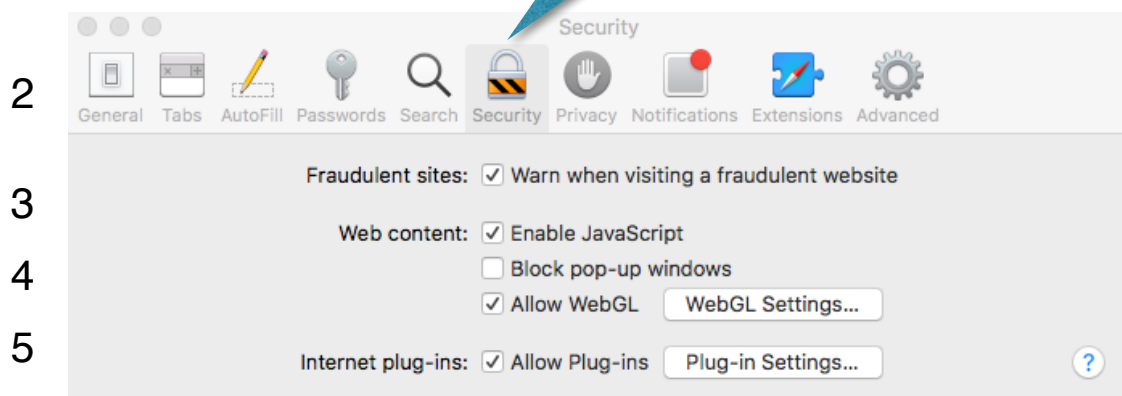 Security
2
General Tabs AutoFill Passwords Search Security Privacy Notifications Extensions Advanced
Fraudulent sites: Warn when visiting a fraudulent website
3
Web content: Enable JavaScript
4
Block pop-up windows
Allow WebGL WebGL Settings...
5
Internet plug-ins: Allow Plug-ins Plug-in Settings... ?